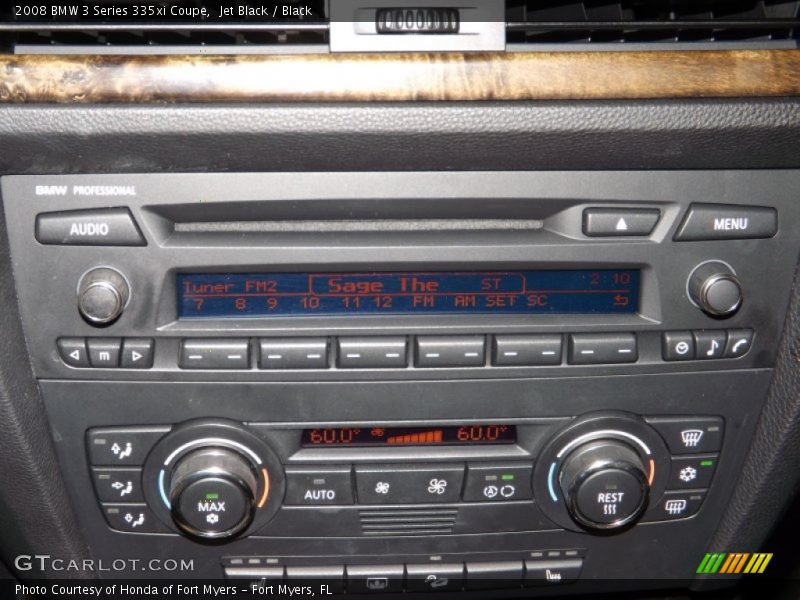 2008 BMW 3 Series 335xi Coupe, Jet Black / Black
BMW PROFESSIONAL
AUDIO
MENU
Tuner FM2 Sage The ST 2:10
7 8 9 10 11 12 FM AM SET SC
m
60.0° 60.0°
MAX
AUTO
A
REST
GTCARLOT.COM
Photo Courtesy of Honda of Fort Myers - Fort Myers, FL